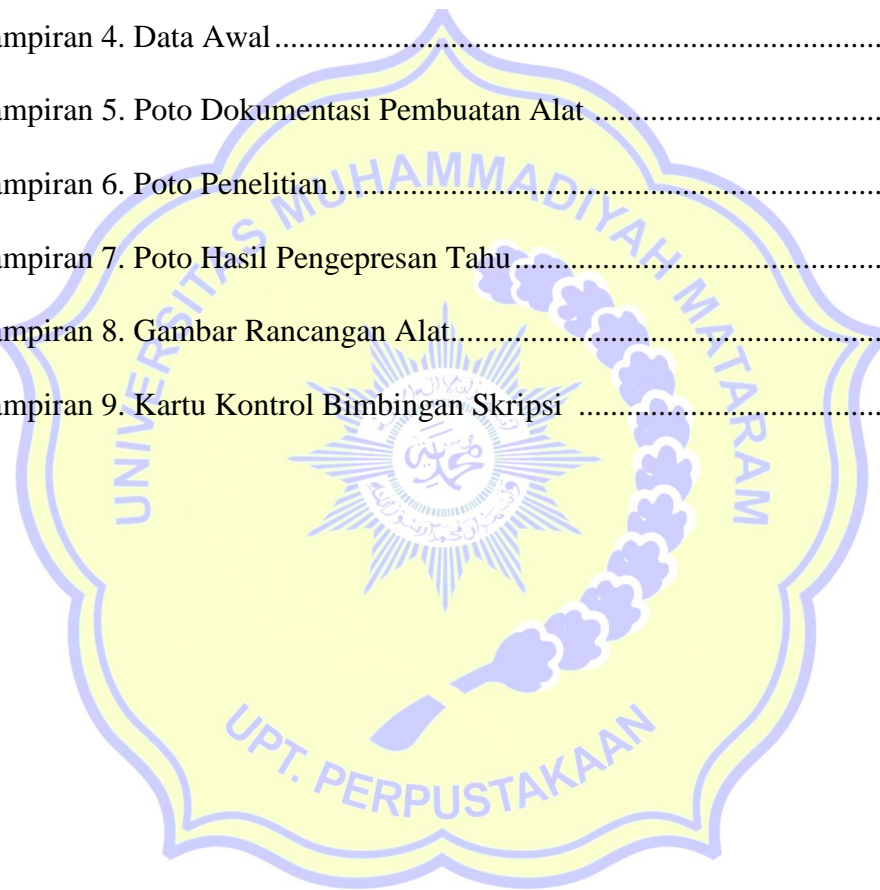 ampiran 4. Data Awal................................................................................
ampiran 5. Poto Dokumentasi Pembuatan Alat ....................................
ampiran 6. Poto Penelitian.....................................................................
ampiran 7. Poto Hasil Pengepresan Tahu..............................................
ampiran 8. Gambar Rancangan Alat......................................................
ampiran 9. Kartu Kontrol Bimbingan Skripsi ......................................
UNIVERSITAS MUHAMMADIYAH MATARAM
UPT. PERPUSTAKAAN